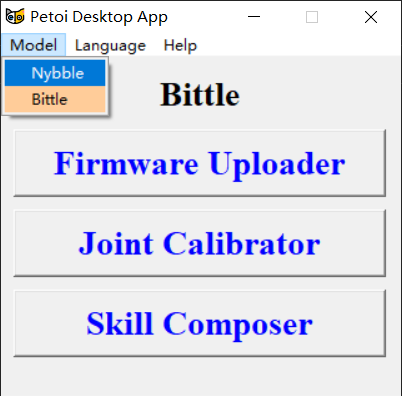 Petoi Desktop App
Model Language Help
Nybble
Bittle
Bittle
Firmware Uploader
Joint Calibrator
Skill Composer